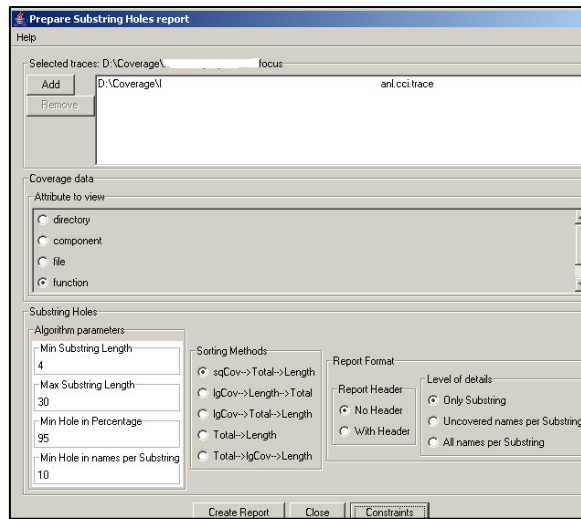 Prepare Substring Holes report
Help
Selected traces: D:\Coverage\ focus
Add
Remove
D:\Coverage\ anl.cci.trace
Coverage data
Attribute to view
directory
component
file
function
Substring Holes
Algorithm parameters
Min Substring Length
4
Max Substring Length
30
Min Hole in Percentage
95
Min Hole in names per Substring
10
Sorting Methods
sqCov-->Total-->Length
lgCov-->Length-->Total
lgCov-->Total-->Length
Total-->Length
Total-->lgCov-->Length
Report Format
Report Header
No Header
With Header
Level of details
Only Substring
Uncovered names per Substring
All names per Substring
Create Report
Close
Constraints